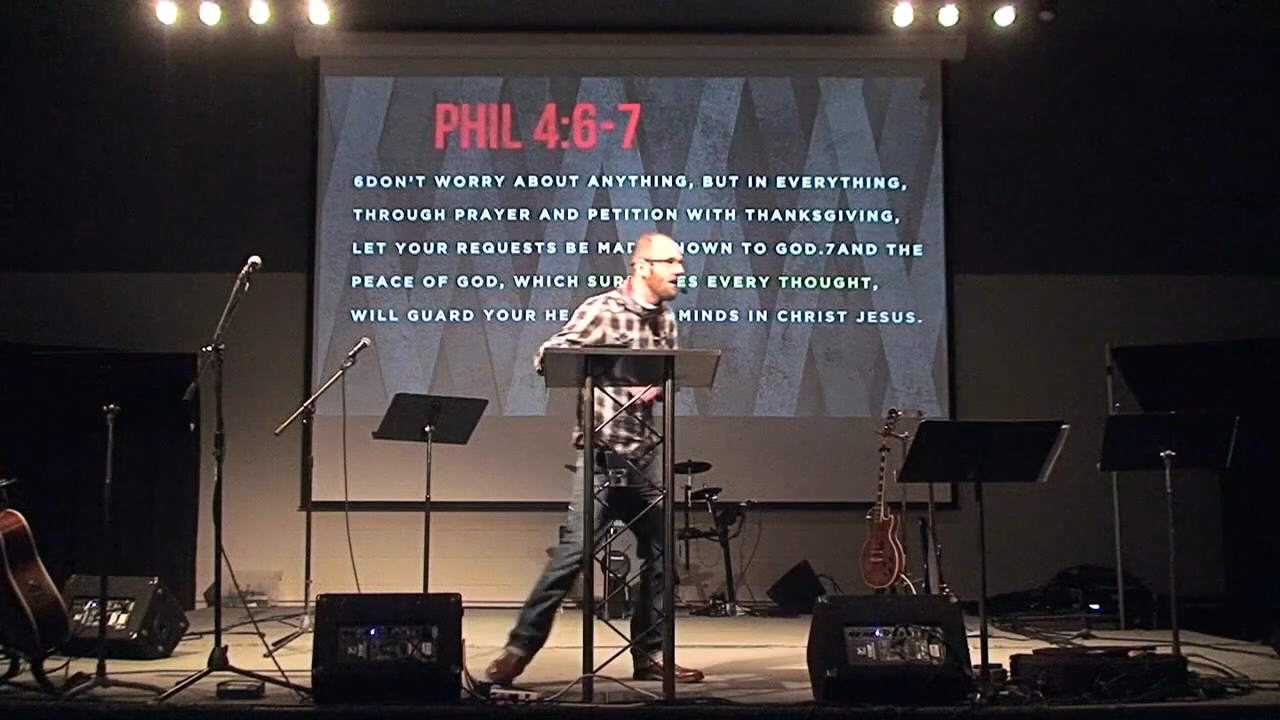 PHIL 4:6-7
6DON'T WORRY ABOUT ANYTHING, BUT IN EVERYTHING,
THROUGH PRAYER AND PETITION WITH THANKSGIVING,
LET YOUR REQUESTS BE MADE KNOWN TO GOD.7AND THE
PEACE OF GOD, WHICH EVERY THOUGHT,
WILL GUARD YOUR MINDS IN CHRIST JESUS.